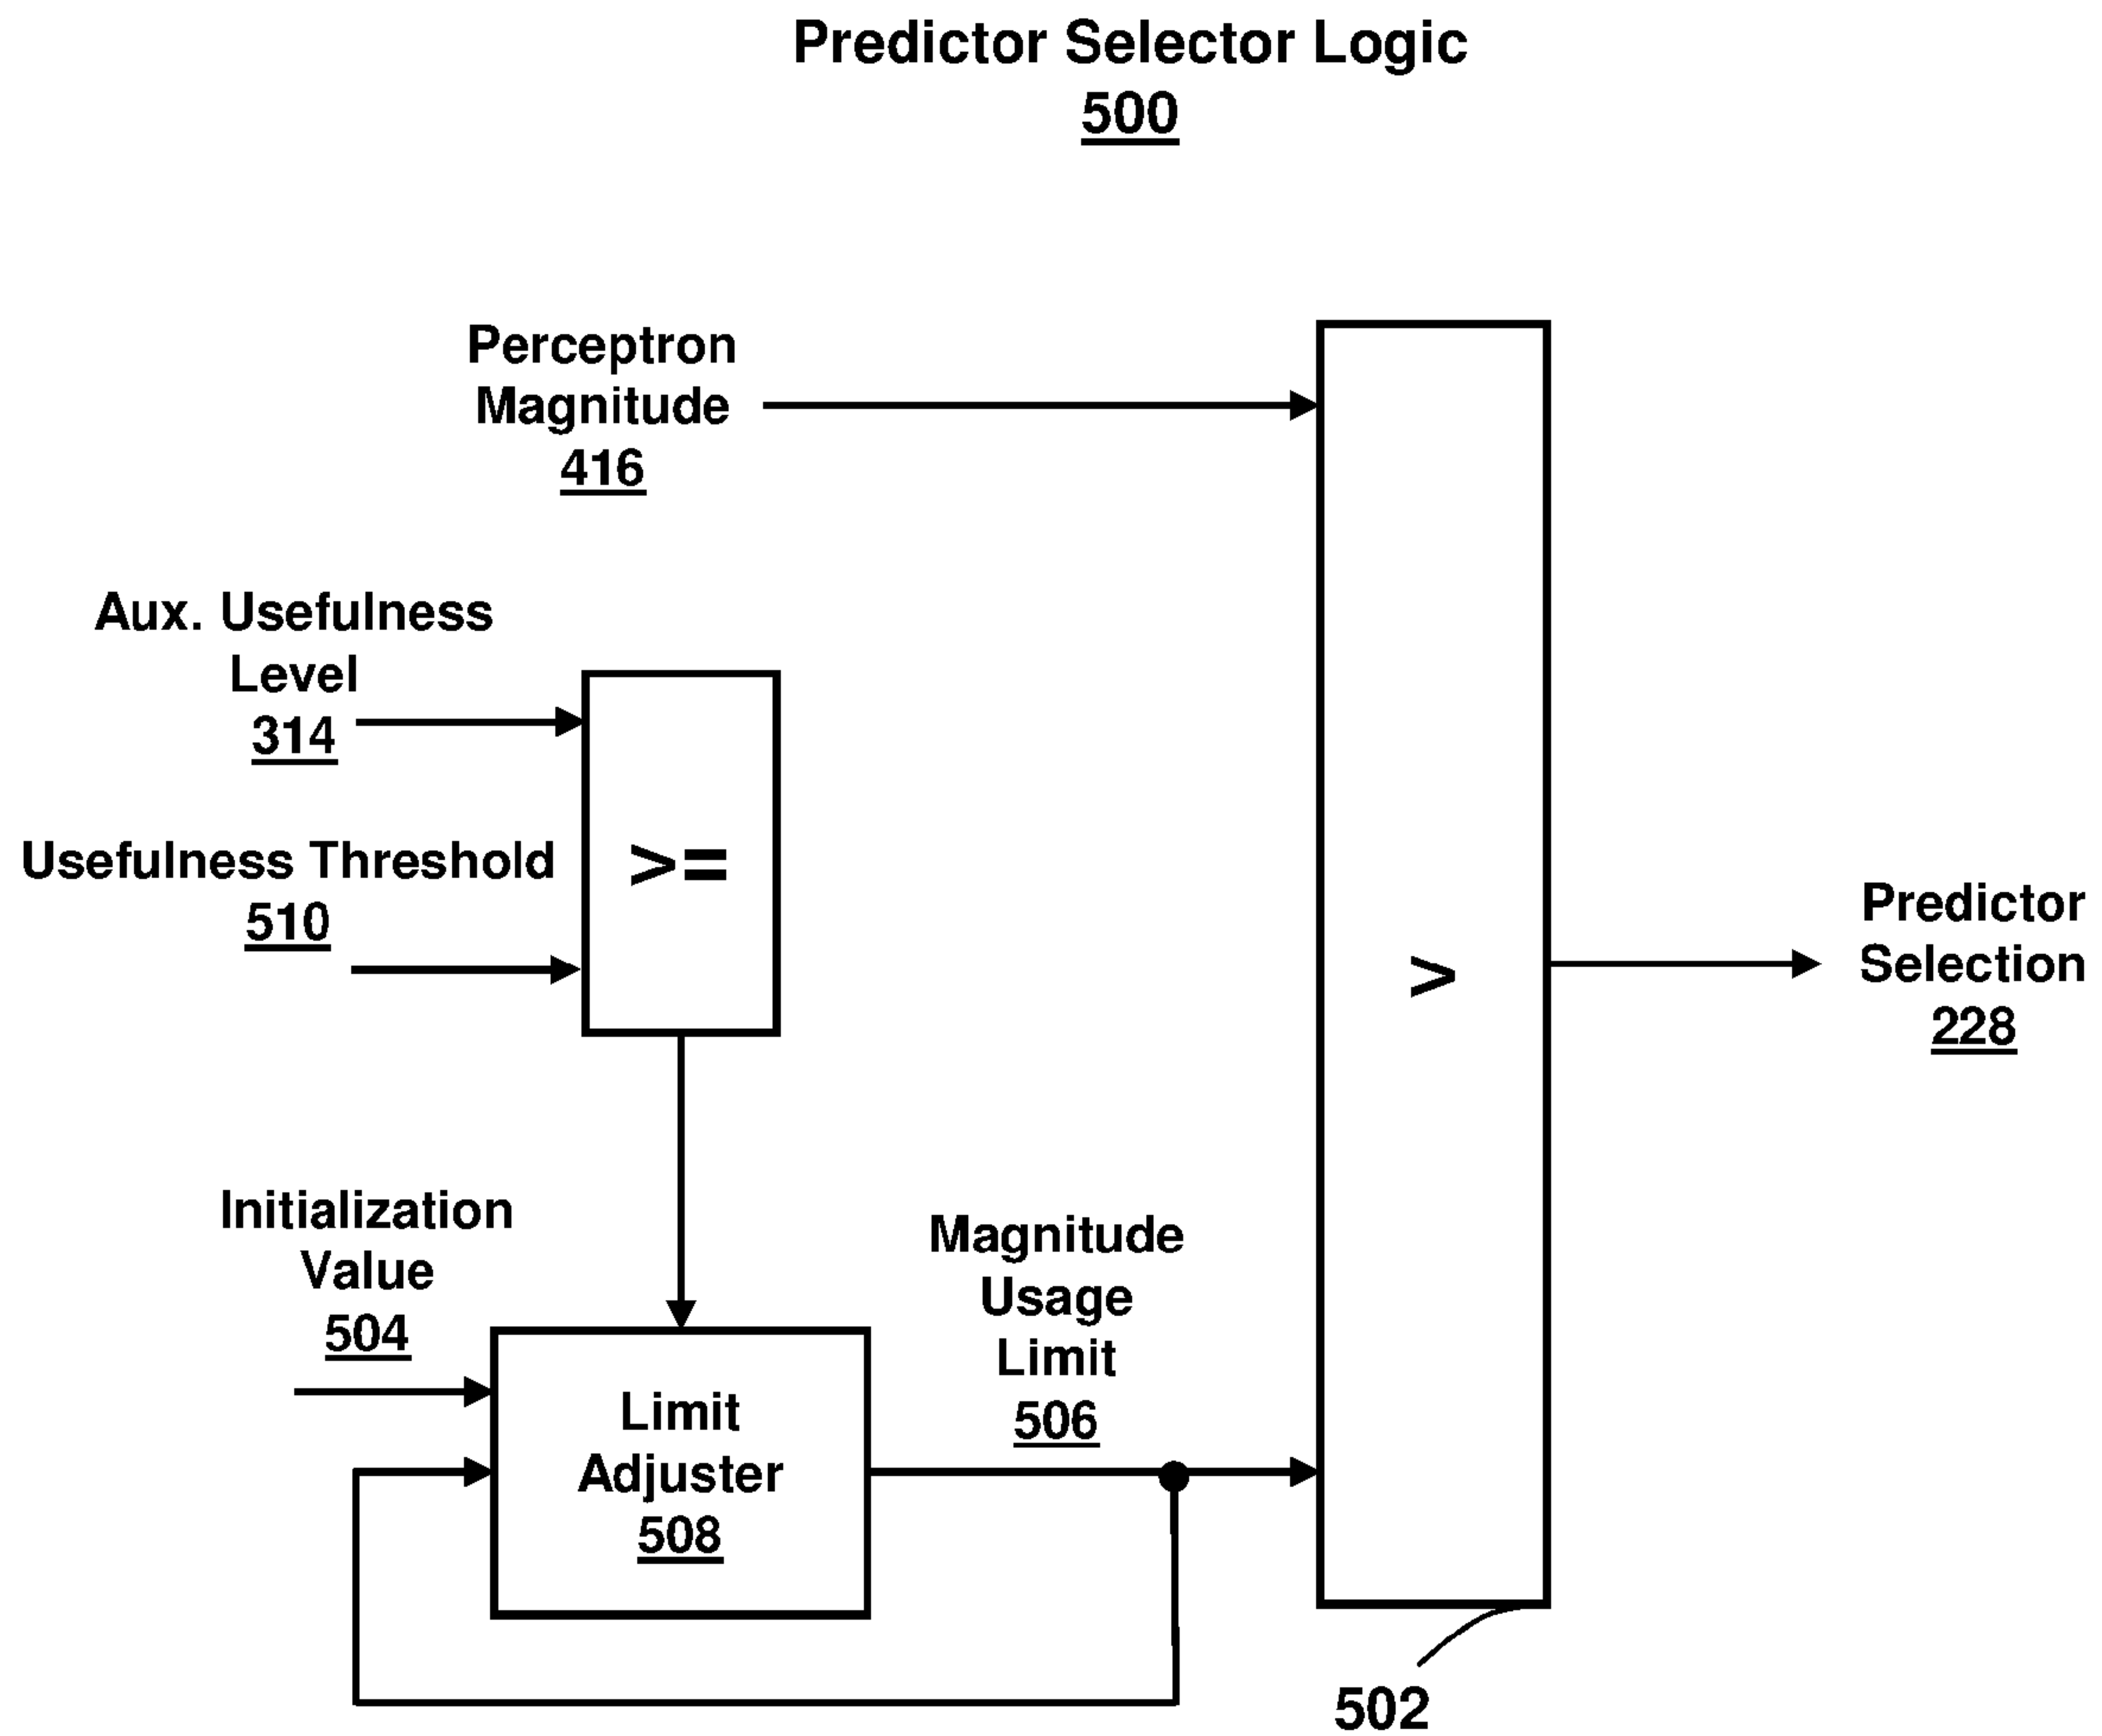 Predictor Selector Logic
500
Perceptron
Magnitude
416
Aux. Usefulness
Level
314
Usefulness Threshold
510
>=
>
Predictor
Selection
228
Initialization
Value
504
Magnitude
Usage
Limit
506
Limit
Adjuster
508
502